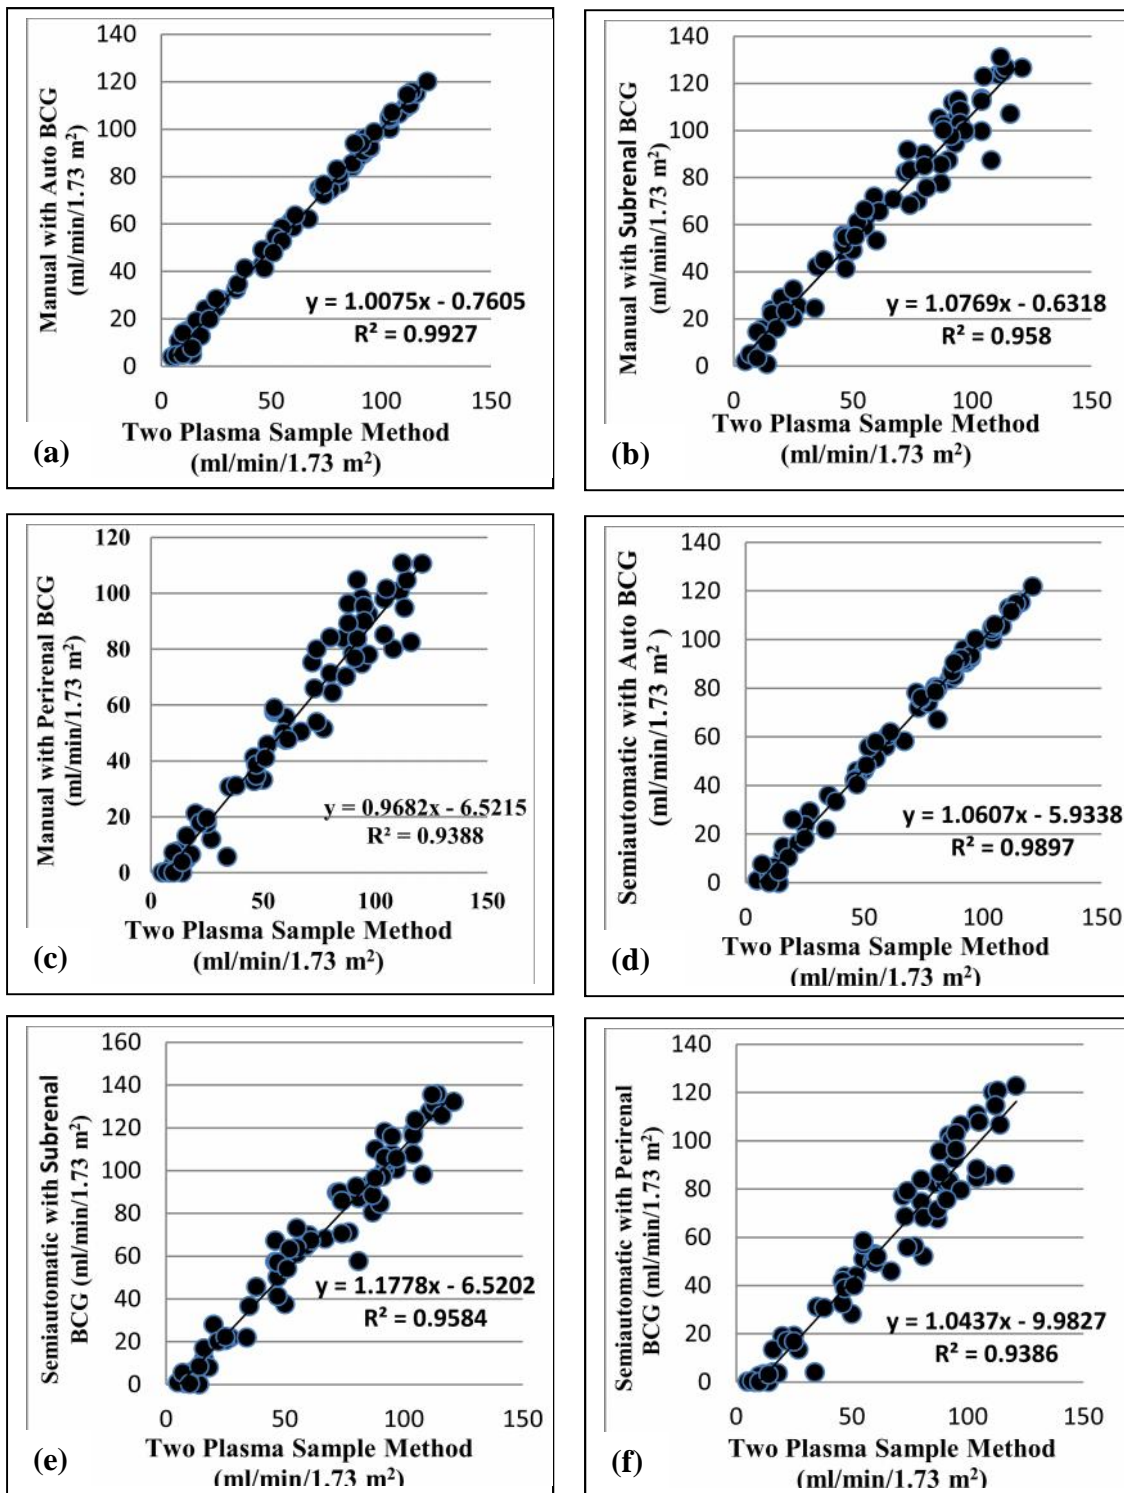 Manual with Auto BCG
(ml/min/1.73 m²)
140
120
100
80
60
40
20
0
y = 1.0075x - 0.7605
R² = 0.9927
0 50 100 150
Two Plasma Sample Method
(ml/min/1.73 m²)
(a)
Manual with Subrenal BCG
(ml/min/1.73 m²)
140
120
100
80
60
40
20
0
y = 1.0769x - 0.6318
R² = 0.958
0 50 100 150
Two Plasma Sample Method
(ml/min/1.73 m²)
(b)
Manual with Perirenal BCG
(ml/min/1.73 m²)
120
100
80
60
40
20
0
y = 0.9682x - 6.5215
R² = 0.9388
0 50 100 150
Two Plasma Sample Method
(ml/min/1.73 m²)
(c)
Semiautomatic with Auto BCG
(ml/min/1.73 m²)
140
120
100
80
60
40
20
0
y = 1.0607x - 5.9338
R² = 0.9897
0 50 100 150
Two Plasma Sample Method
(ml/min/1.73 m²)
(d)
Semiautomatic with Subrenal
BCG (ml/min/1.73 m²)
160
140
120
100
80
60
40
20
0
y = 1.1778x - 6.5202
R² = 0.9584
0 50 100 150
Two Plasma Sample Method
(ml/min/1.73 m²)
(e)
Semiautomatic with Perirenal
BCG (ml/min/1.73 m²)
140
120
100
80
60
40
20
0
y = 1.0437x - 9.9827
R² = 0.9386
0 50 100 150
Two Plasma Sample Method
(ml/min/1.73 m²)
(f)